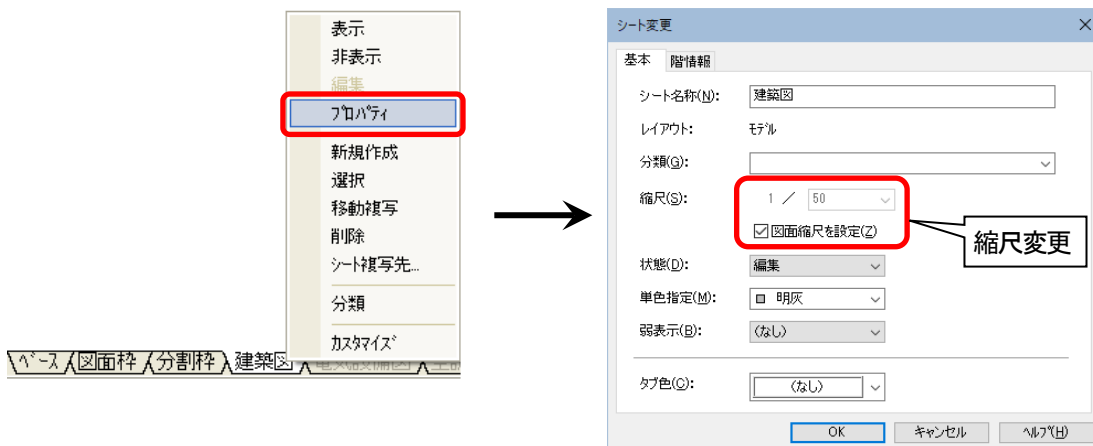 表示
非表示
編集
ﾌﾟﾛﾊﾟﾃｨ
新規作成
選択
移動複写
削除
ｼｰﾄ複写先...
分類
ｶｽﾀﾏｲｽﾞ
ﾍﾞｰｽ 図面枠 分割枠 建築図 電気設備図
シート変更
基本 階情報
シート名称(N): 建築図
レイアウト: ﾓﾃﾞﾙ
分類(G):
縮尺(S): 1 ／ 50
図面縮尺を設定(Z)
縮尺変更
状態(D): 編集
単色指定(M): 明灰
弱表示(B): (なし)
タブ色(C): (なし)
OK キャンセル ﾍﾙﾌﾟ(H)